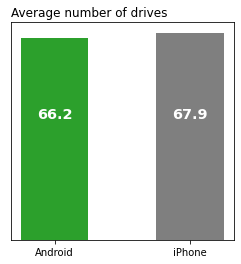 Average number of drives
66.2
67.9
Android
iPhone